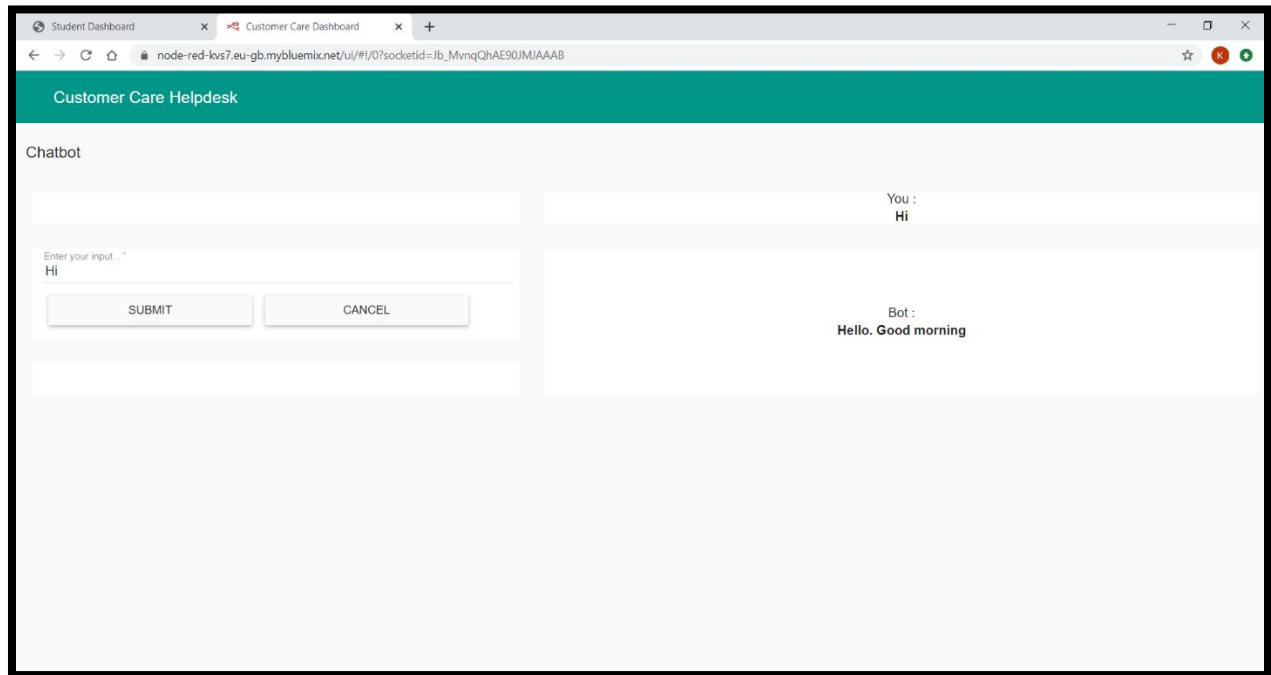 Student Dashboard
Customer Care Dashboard
node-red-kvs7.eu-gb.mybluemix.net/ui/#!/0?socketid=Jb_MvnqQhAE90JMJAAAB
K
Customer Care Helpdesk
Chatbot
You :
Hi
Enter your input... *
Hi
SUBMIT CANCEL
Bot :
Hello. Good morning